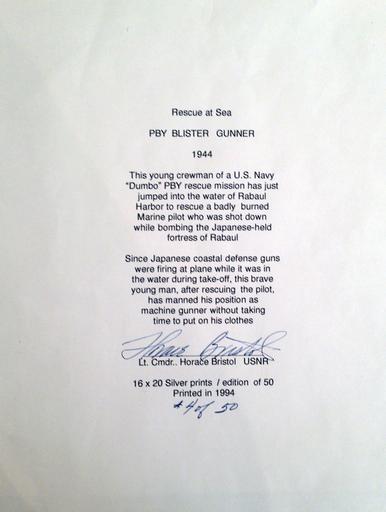 Rescue at Sea
PBY BLISTER GUNNER
1944
This young crewman of a U.S. Navy
"Dumbo" PBY rescue mission has just
jumped into the water of Rabaul
Harbor to rescue a badly burned
Marine pilot who was shot down
while bombing the Japanese-held
fortress of Rabaul
Since Japanese coastal defense guns
were firing at plane while it was in
the water during take-off, this brave
young man, after rescuing the pilot,
has manned his position as
machine gunner without taking
time to put on his clothes
Horace Bristol
Lt. Cmdr.. Horace Bristol USNR
16 x 20 Silver prints / edition of 50
Printed in 1994
#4 of 50